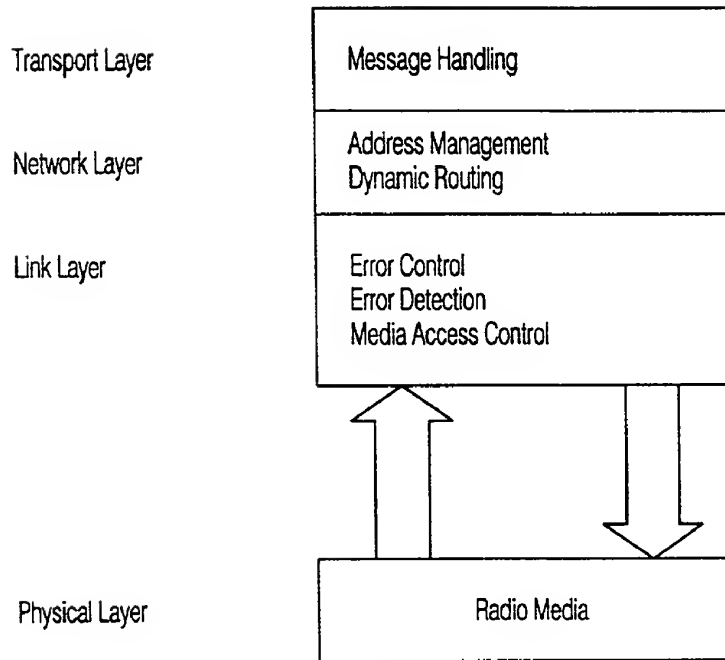 Transport Layer
Message Handling
Network Layer
Address Management
Dynamic Routing
Link Layer
Error Control
Error Detection
Media Access Control
Physical Layer
Radio Media